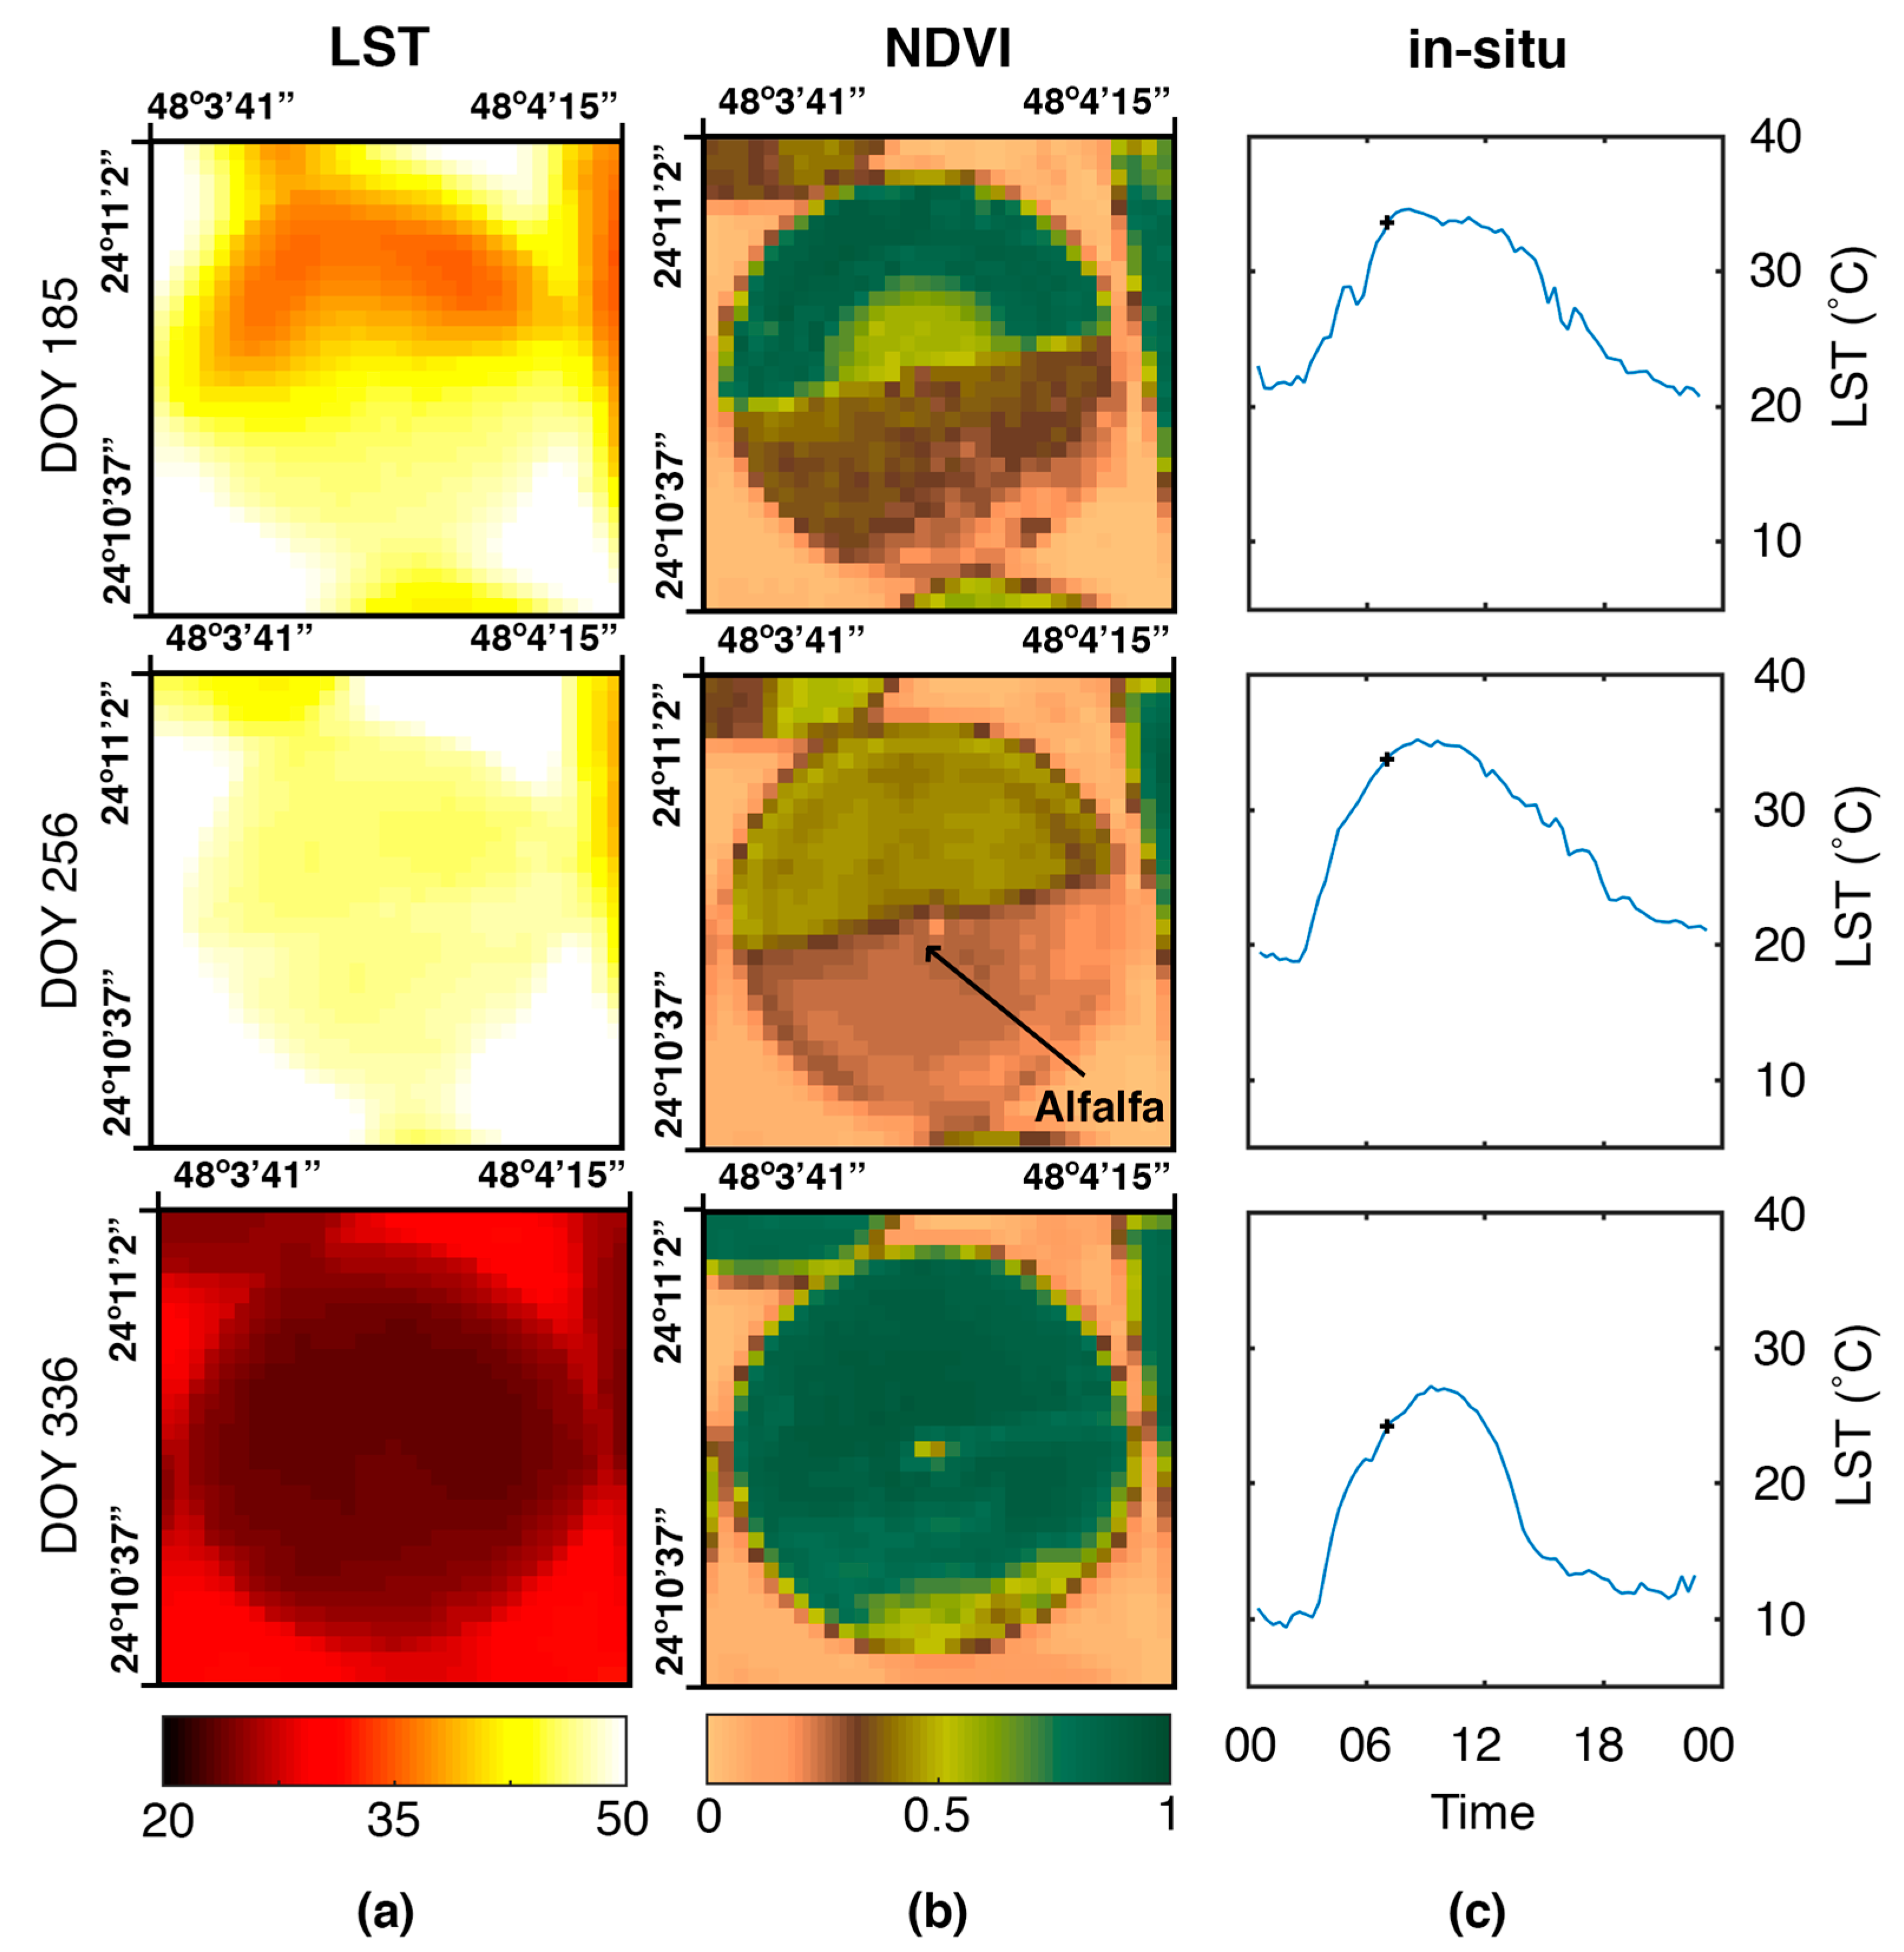 LST NDVI in-situ
48°3’41” 48°4’15” 48°3’41” 48°4’15”
DOY 185
24°11’2”
24°10’37”
24°11’2”
24°10’37”
40
30
20
10
LST (°C)
48°3’41” 48°4’15” 48°3’41” 48°4’15”
DOY 256
24°11’2”
24°10’37”
24°11’2”
24°10’37”
Alfalfa
40
30
20
10
LST (°C)
48°3’41” 48°4’15” 48°3’41” 48°4’15”
DOY 336
24°11’2”
24°10’37”
24°11’2”
24°10’37”
40
30
20
10
LST (°C)
00 06 12 18 00
Time
20 35 50
0 0.5 1
(a) (b) (c)